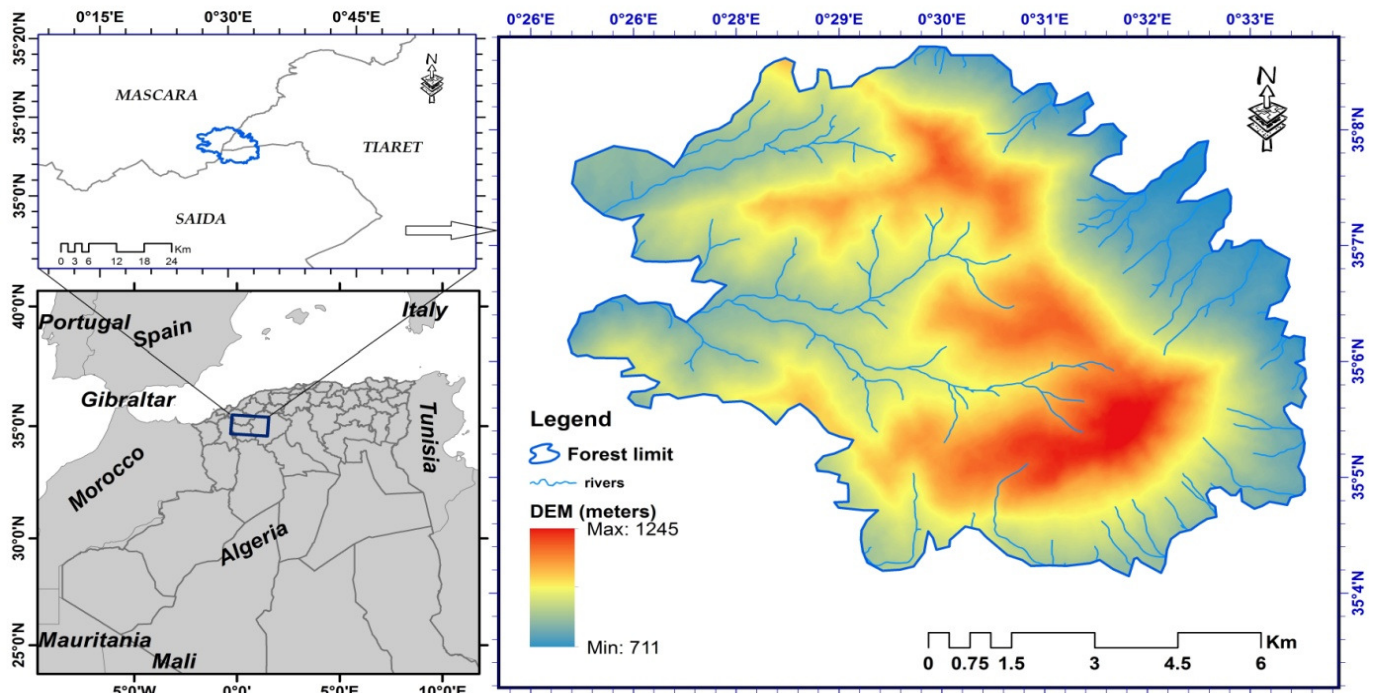 0°15'E 0°30'E 0°45'E
35°20'N
35°10'N
35°0'N
N
MASCARA
TIARET
SAIDA
Km
0 3 6 12 18 24
40°0'N
35°0'N
30°0'N
25°0'N
Portugal
Spain
Italy
Gibraltar
Tunisia
Morocco
Algeria
Mauritania
Mali
5°0'W 0°0' 5°0'E 10°0'E
0°26'E 0°26'E 0°28'E 0°29'E 0°30'E 0°31'E 0°32'E 0°33'E
N
35°8'N
35°7'N
35°6'N
35°5'N
35°4'N
Legend
Forest limit
rivers
DEM (meters)
Max: 1245
Min: 711
Km
0 0.75 1.5 3 4.5 6